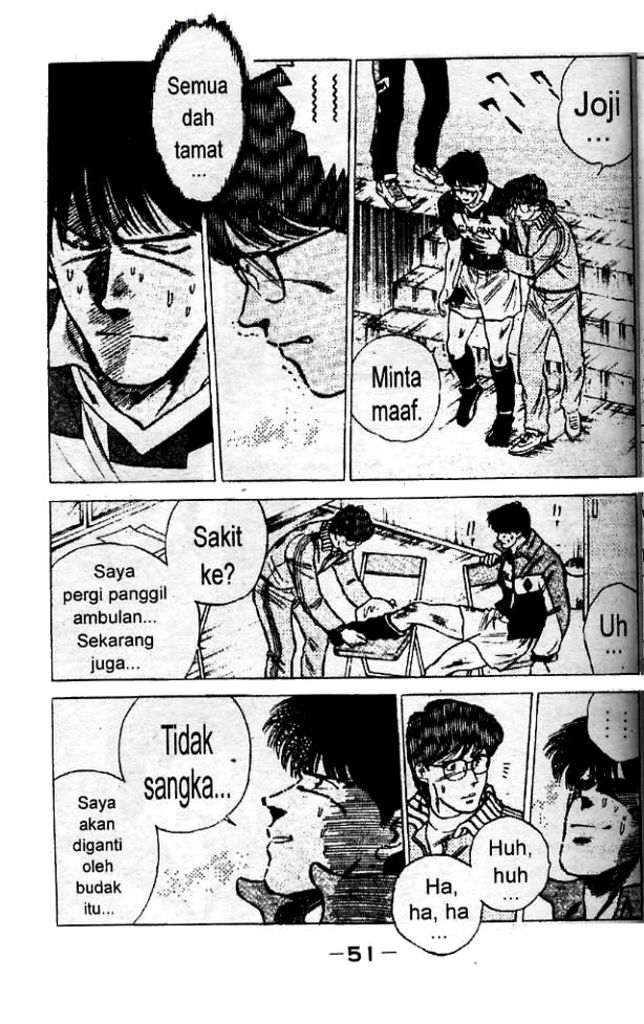 Joji
...
Minta
maaf.
Semua
dah
tamat
...
Uh
...
Sakit
ke?
Saya
pergi panggil
ambulan...
Sekarang
juga...
......
Huh,
huh
...
Ha,
ha, ha
...
Tidak
sangka...
Saya
akan
diganti
oleh
budak
itu...
—51—